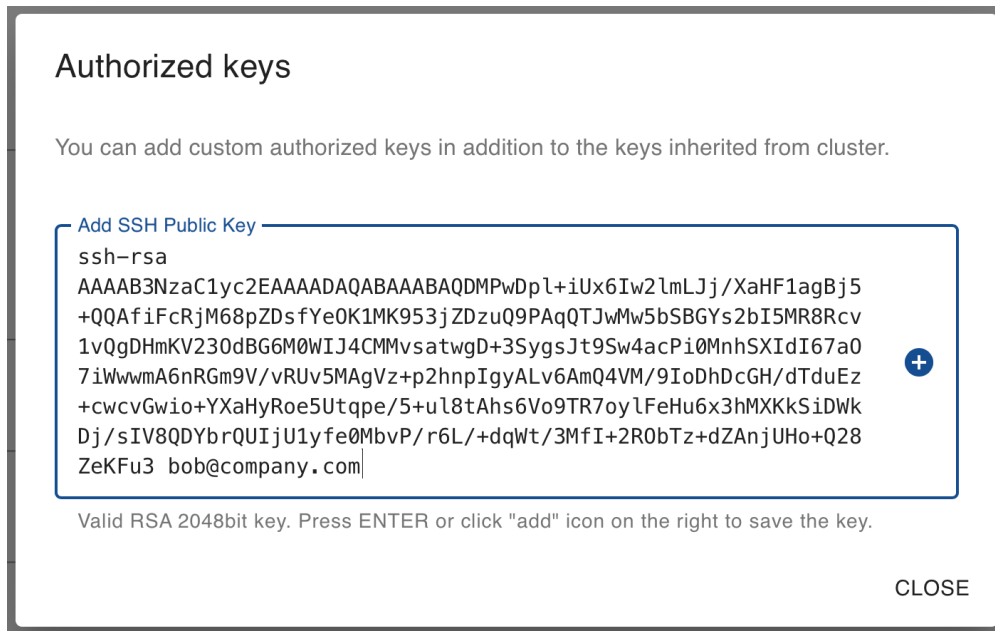 Authorized keys
You can add custom authorized keys in addition to the keys inherited from cluster.
Add SSH Public Key
ssh-rsa
AAAAB3NzaC1yc2EAAAADAQABAAABAQDMPwDpl+iUx6Iw2lmLJj/XaHF1agBj5
+QQAfiFcRjM68pZDsfYeOK1MK953jZDzuQ9PAqQTJwMw5bSBGYs2bI5MR8Rcv
1vQgDHmKV23OdBG6M0WIJ4CMMvsatwgD+3SygsJt9Sw4acPi0MnhSXIdI67aO
7iWwwmA6nRGm9V/vRUv5MAgVz+p2hnpIgyALv6AmQ4VM/9IoDhDcGH/dTduEz
+cwcvGwio+YXaHyRoe5Utqpe/5+ul8tAhs6Vo9TR7oylFeHu6x3hMXKkSiDWk
Dj/sIV8QDYbrQUIjU1yfe0MbvP/r6L/+dqWt/3MfI+2RObTz+dZAnjUHo+Q28
ZeKFu3 bob@company.com
Valid RSA 2048bit key. Press ENTER or click "add" icon on the right to save the key.
CLOSE